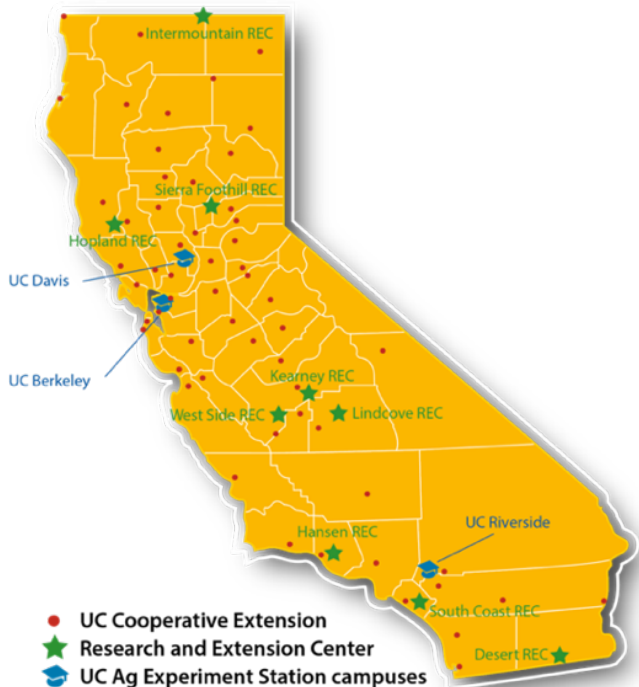 Intermountain REC
Sierra Foothill REC
Hopland REC
UC Davis
UC Berkeley
Kearney REC
West Side REC
Lindcove REC
UC Riverside
Hansen REC
South Coast REC
Desert REC
UC Cooperative Extension
Research and Extension Center
UC Ag Experiment Station campuses